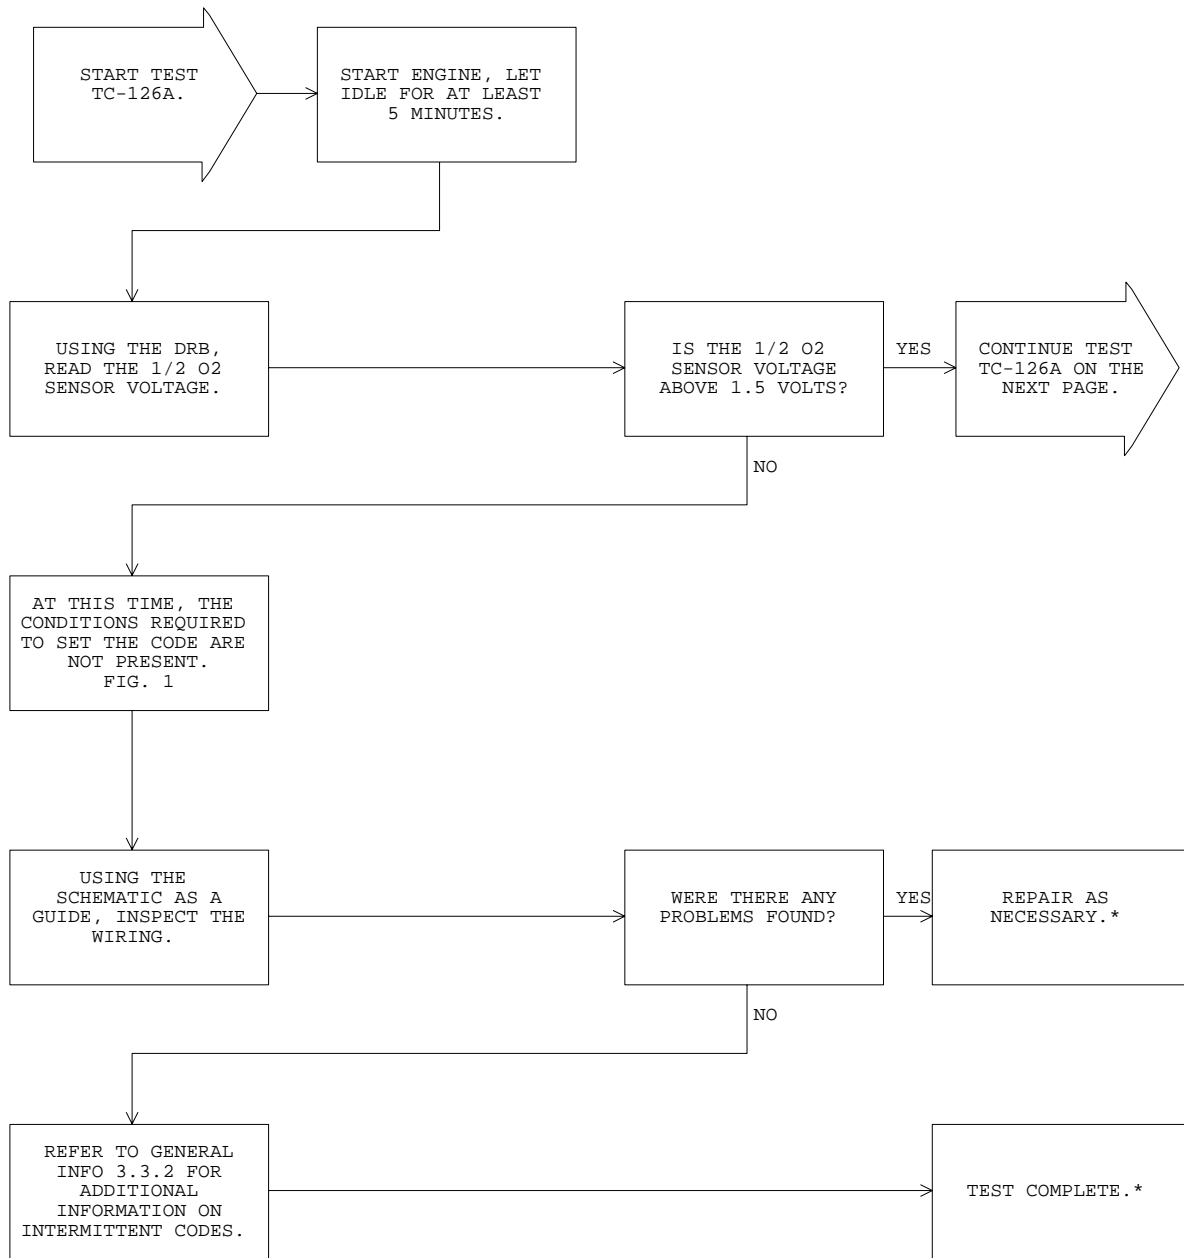 START TEST
TC-126A.
START ENGINE, LET
IDLE FOR AT LEAST
5 MINUTES.
USING THE DRB,
READ THE 1/2 O2
SENSOR VOLTAGE.
IS THE 1/2 O2
SENSOR VOLTAGE
ABOVE 1.5 VOLTS?
YES
CONTINUE TEST
TC-126A ON THE
NEXT PAGE.
NO
AT THIS TIME, THE
CONDITIONS REQUIRED
TO SET THE CODE ARE
NOT PRESENT.
FIG. 1
USING THE
SCHEMATIC AS A
GUIDE, INSPECT THE
WIRING.
WERE THERE ANY
PROBLEMS FOUND?
YES
REPAIR AS
NECESSARY.*
NO
REFER TO GENERAL
INFO 3.3.2 FOR
ADDITIONAL
INFORMATION ON
INTERMITTENT CODES.
TEST COMPLETE.*